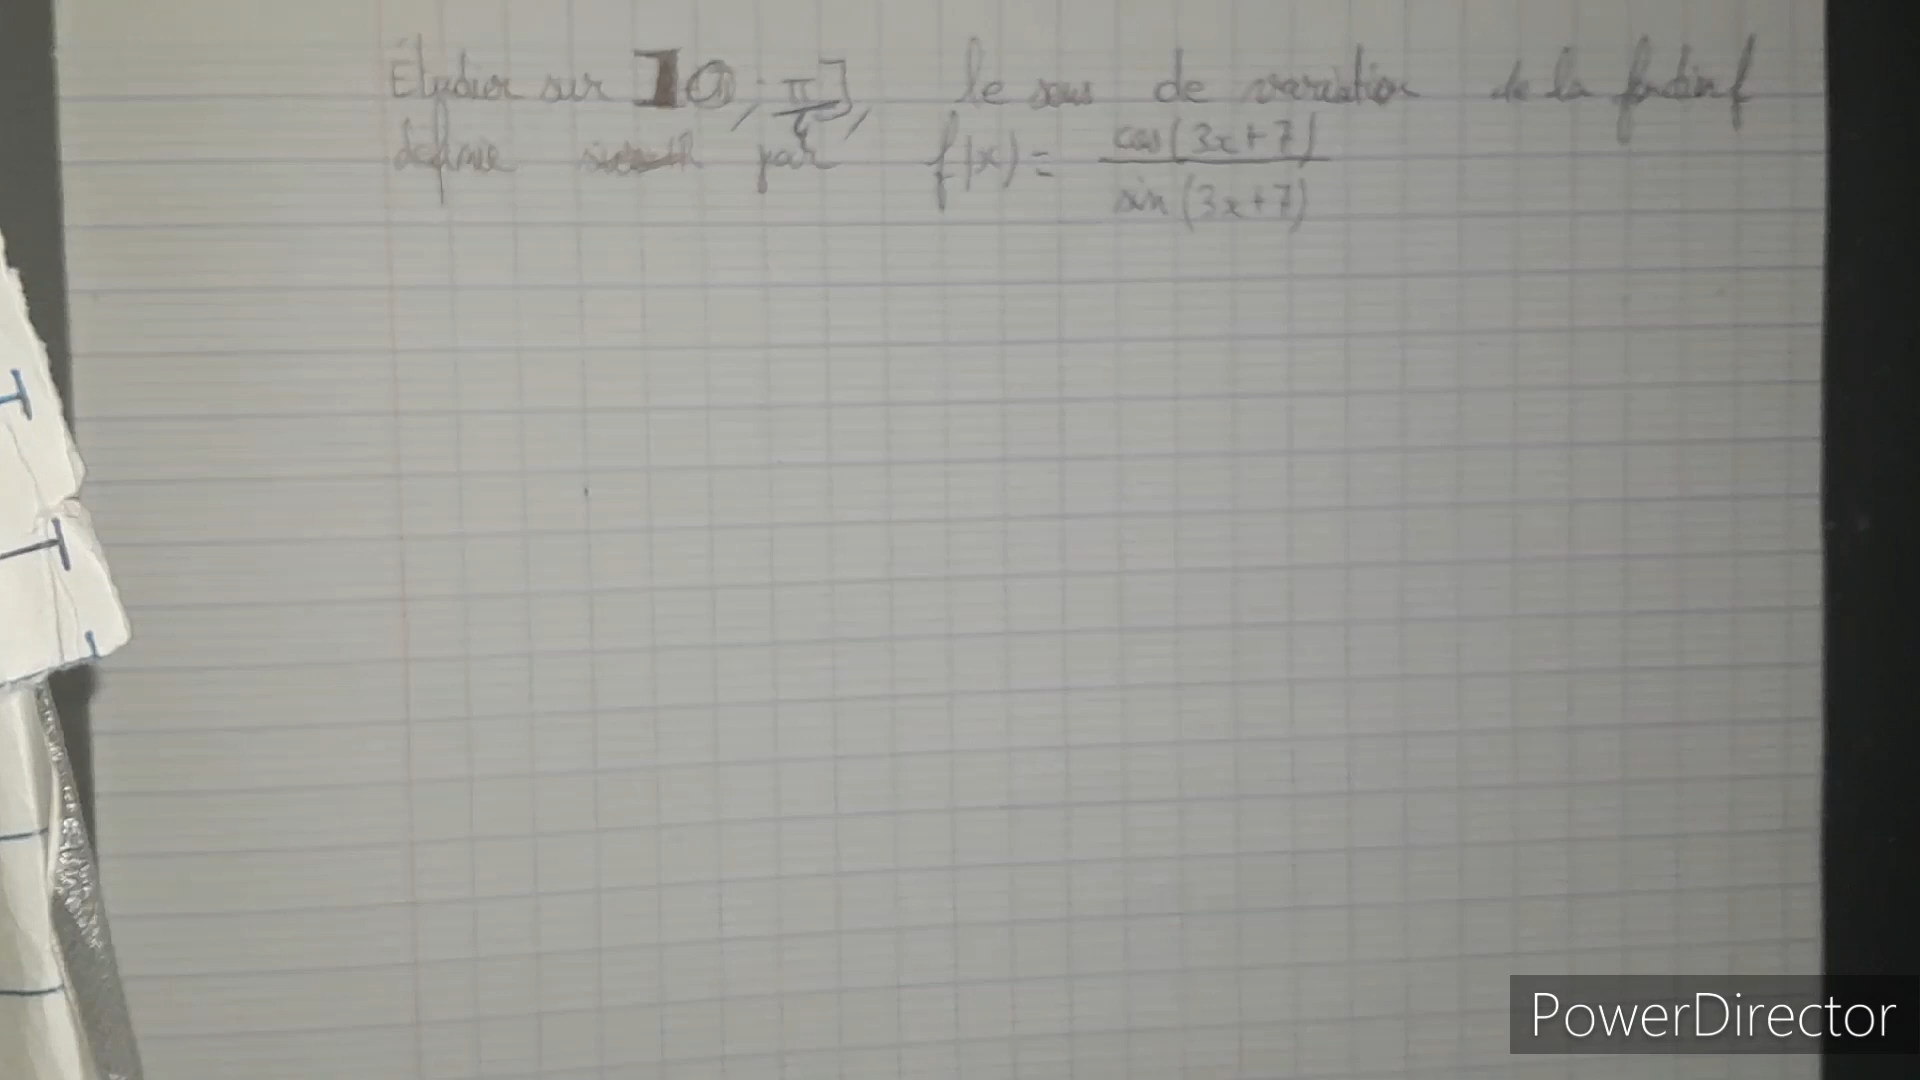 Étudier sur ]0 ; π/4], le sens de variation de la fonction f
définie par f(x) = cos(3x+7) / sin(3x+7)
PowerDirector